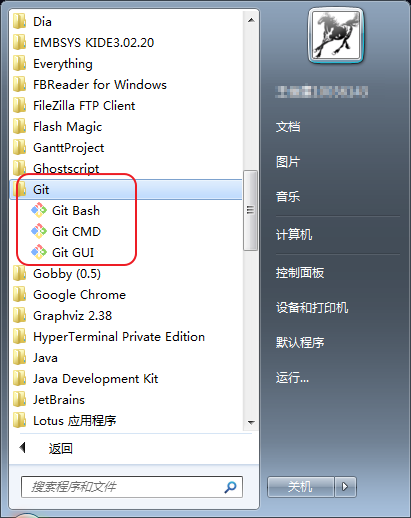 Dia
EMBSYS KIDE3.02.20
Everything
FBReader for Windows
FileZilla FTP Client
Flash Magic
GanttProject
Ghostscript
Git
Git Bash
Git CMD
Git GUI
Gobby (0.5)
Google Chrome
Graphviz 2.38
HyperTerminal Private Edition
Java
Java Development Kit
JetBrains
Lotus 应用程序
返回
搜索程序和文件
文档
图片
音乐
计算机
控制面板
设备和打印机
默认程序
运行...
关机